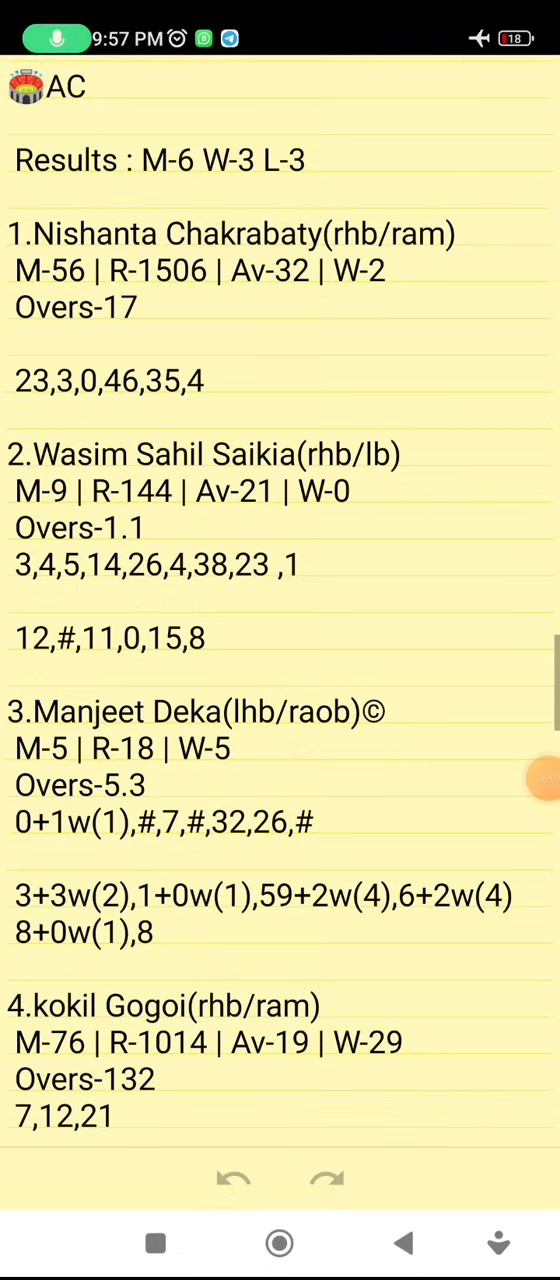 9:57 PM
18
AC
Results : M-6 W-3 L-3
1.Nishanta Chakrabaty(rhb/ram)
M-56 | R-1506 | Av-32 | W-2
Overs-17
23,3,0,46,35,4
2.Wasim Sahil Saikia(rhb/lb)
M-9 | R-144 | Av-21 | W-0
Overs-1.1
3,4,5,14,26,4,38,23 ,1
12,#,11,0,15,8
3.Manjeet Deka(lhb/raob)©
M-5 | R-18 | W-5
Overs-5.3
0+1w(1),#,7,#,32,26,#
3+3w(2),1+0w(1),59+2w(4),6+2w(4)
8+0w(1),8
4.kokil Gogoi(rhb/ram)
M-76 | R-1014 | Av-19 | W-29
Overs-132
7,12,21